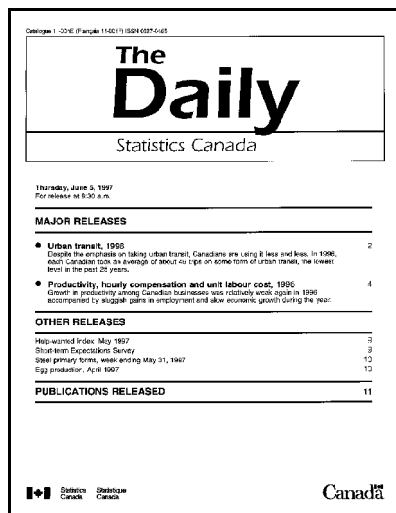 Catalogue 11-001E (Français 11-001F) ISSN 0827-0465
The
Daily
Statistics Canada
Thursday, June 5, 1997
For release at 8:30 a.m.
MAJOR RELEASES
● Urban transit, 1996 2
Despite the emphasis on taking urban transit, Canadians are using it less and less. In 1996,
each Canadian took an average of about 48 trips on some form of urban transit, the lowest
level in the past 25 years.
● Productivity, hourly compensation and unit labour cost, 1996 4
Growth in productivity among Canadian businesses was relatively weak again in 1996
accompanied by sluggish gains in employment and slow economic growth during the year.
OTHER RELEASES
Help-wanted Index, May 1997 9
Short-term Expectations Survey 9
Steel primary forms, week ending May 31, 1997 10
Egg production, April 1997 10
PUBLICATIONS RELEASED 11
Statistics Statistique
Canada Canada
Canada